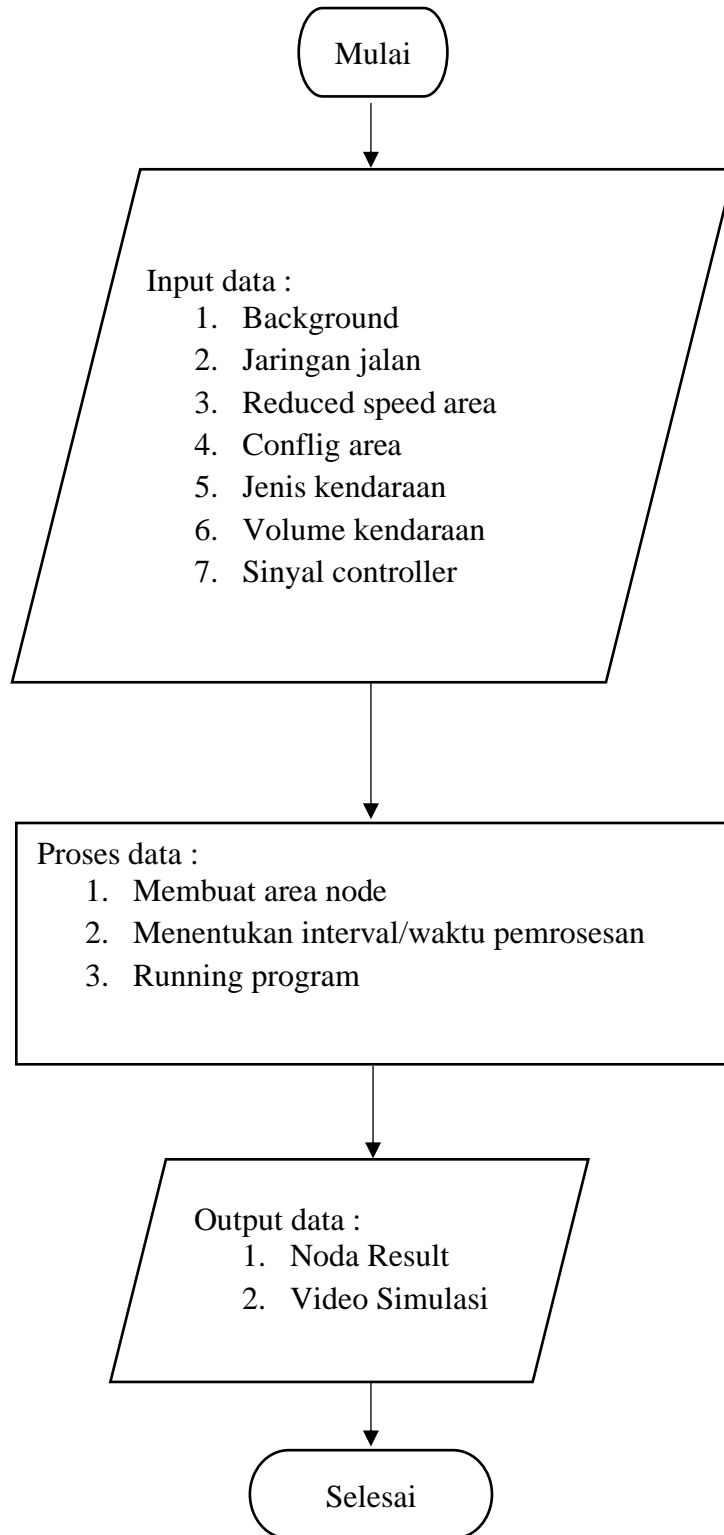 Mulai
Input data :
1. Background
2. Jaringan jalan
3. Reduced speed area
4. Conflig area
5. Jenis kendaraan
6. Volume kendaraan
7. Sinyal controller
Proses data :
1. Membuat area node
2. Menentukan interval/waktu pemrosesan
3. Running program
Output data :
1. Noda Result
2. Video Simulasi
Selesai